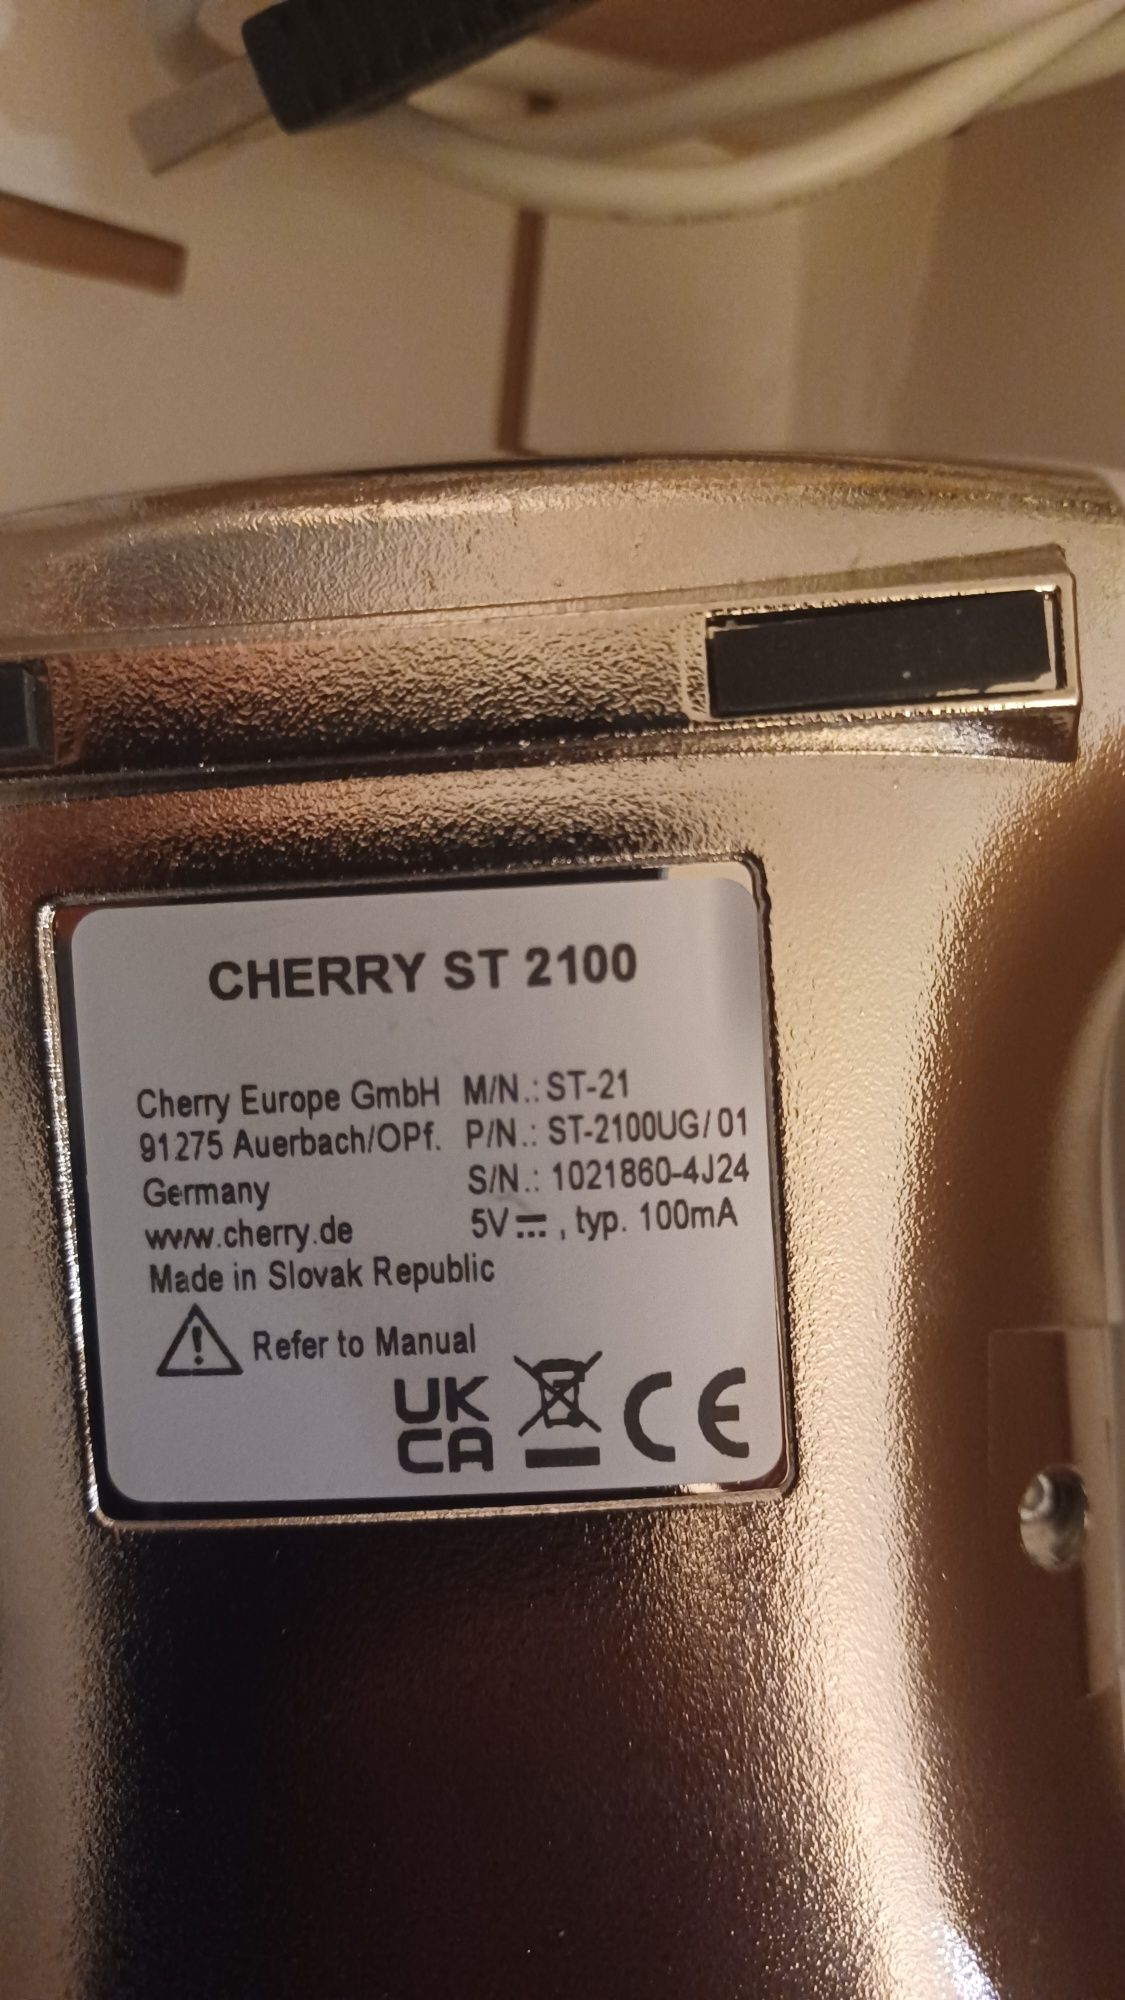 CHERRY ST 2100
Cherry Europe GmbH M/N.: ST-21
91275 Auerbach/OPf. P/N.: ST-2100UG/01
Germany S/N.: 1021860-4J24
www.cherry.de 5V⎓, typ. 100mA
Made in Slovak Republic
Refer to Manual
UK
CA
CE